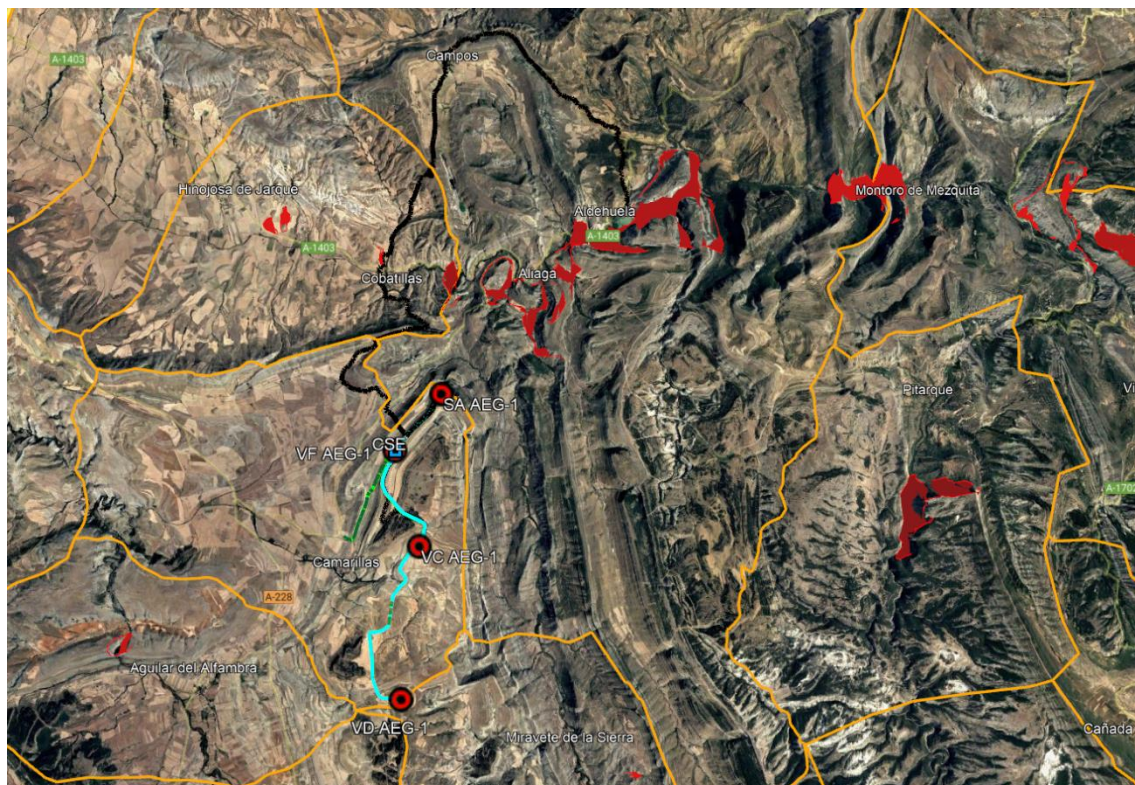 Campos
A-1403
Hinojosa de Jarque
Montoro de Mezquita
Aldehuela
A-1403
A-1403
Cobatillas
Aliaga
Pitarque
Vi
SA AEG-1
CSE
VF AEG-1
A-1702
VC AEG-1
Camarillas
A-228
Aguilar del Alfambra
VD AEG-1
Miravete de la Sierra
Cañada